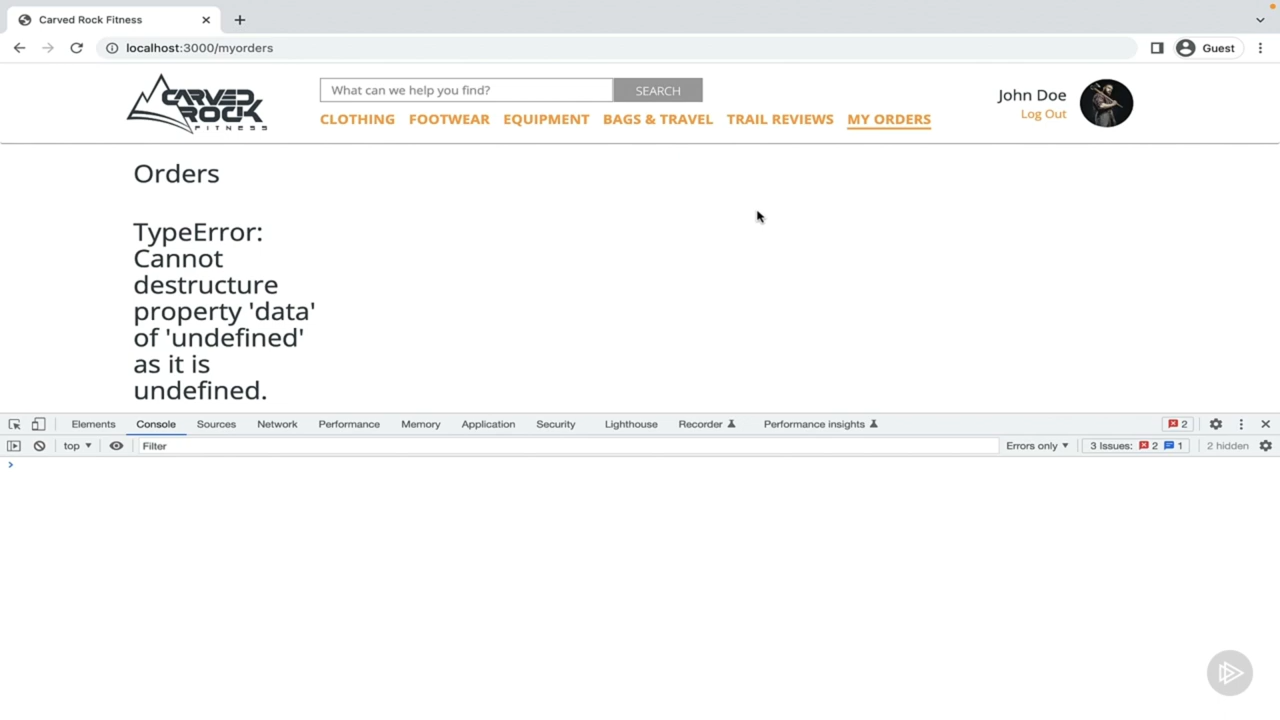 Carved Rock Fitness
localhost:3000/myorders
Guest
CARVED ROCK FITNESS
What can we help you find?
SEARCH
CLOTHING FOOTWEAR EQUIPMENT BAGS & TRAVEL TRAIL REVIEWS MY ORDERS
John Doe
Log Out
Orders
TypeError:
Cannot
destructure
property 'data'
of 'undefined'
as it is
undefined.
Elements Console Sources Network Performance Memory Application Security Lighthouse Recorder Performance insights 2
top Filter Errors only 3 Issues: 2 1 2 hidden